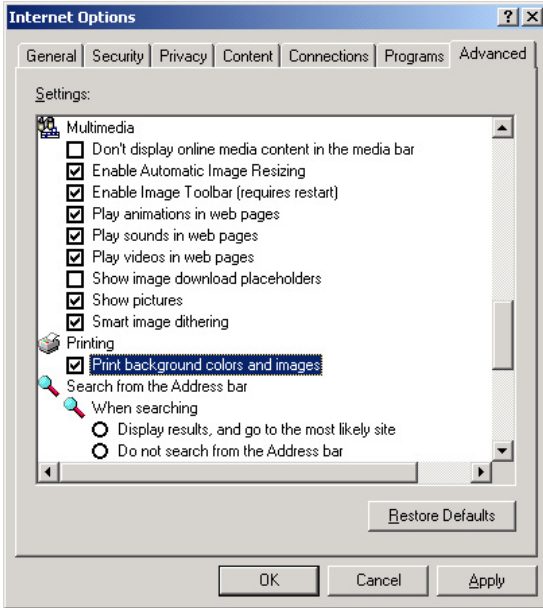 Internet Options
General Security Privacy Content Connections Programs Advanced
Settings:
Multimedia
Don't display online media content in the media bar
Enable Automatic Image Resizing
Enable Image Toolbar (requires restart)
Play animations in web pages
Play sounds in web pages
Play videos in web pages
Show image download placeholders
Show pictures
Smart image dithering
Printing
Print background colors and images
Search from the Address bar
When searching
Display results, and go to the most likely site
Do not search from the Address bar
Restore Defaults
OK Cancel Apply